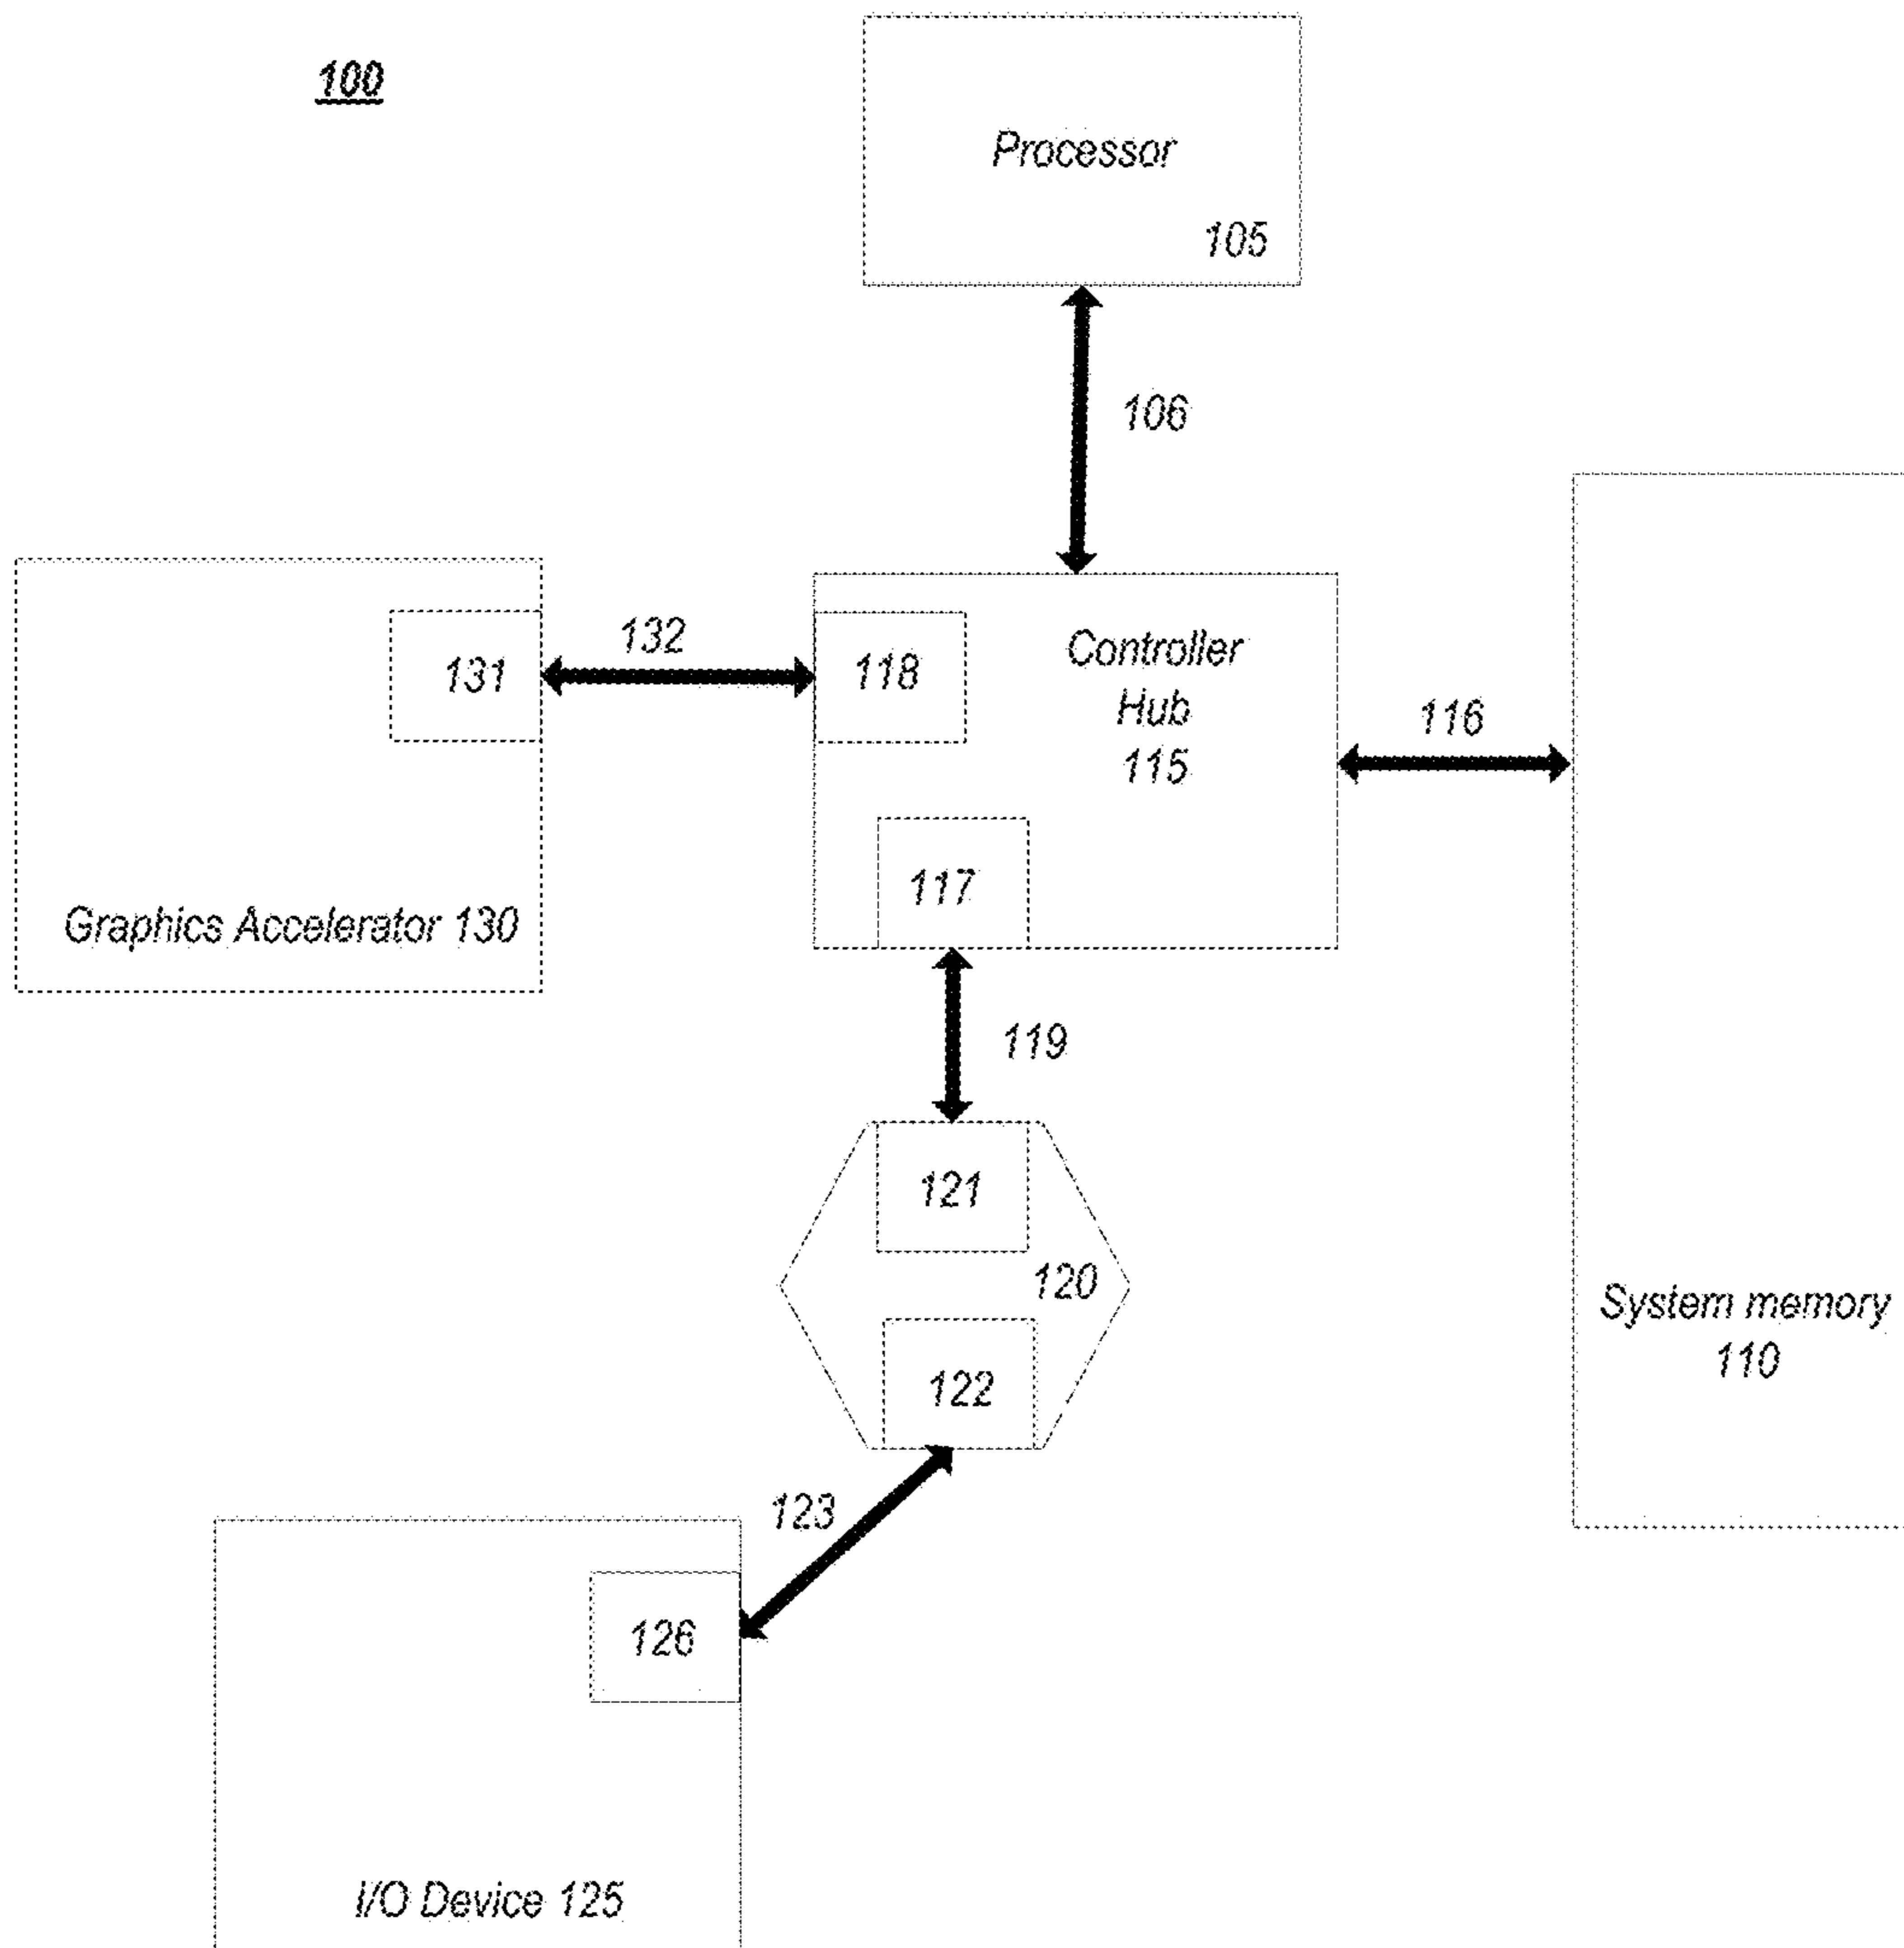 100
Processor
105
106
131
132
118
Controller
Hub
115
116
117
Graphics Accelerator 130
119
121
120
122
System memory
110
123
126
I/O Device 125